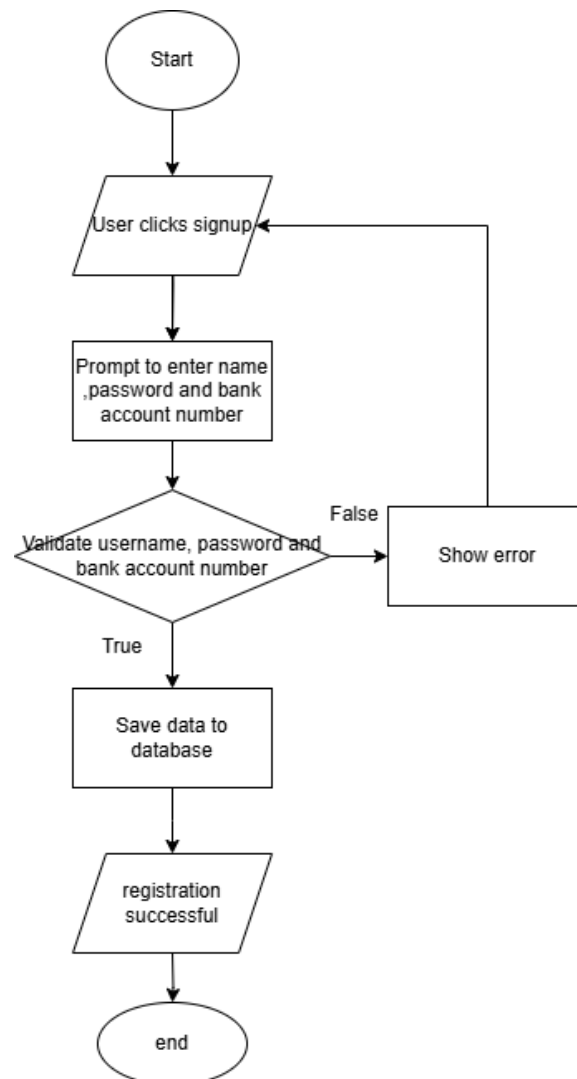 Start
User clicks signup
Prompt to enter name
,password and bank
account number
Validate username, password and
bank account number
False
Show error
True
Save data to
database
registration
successful
end